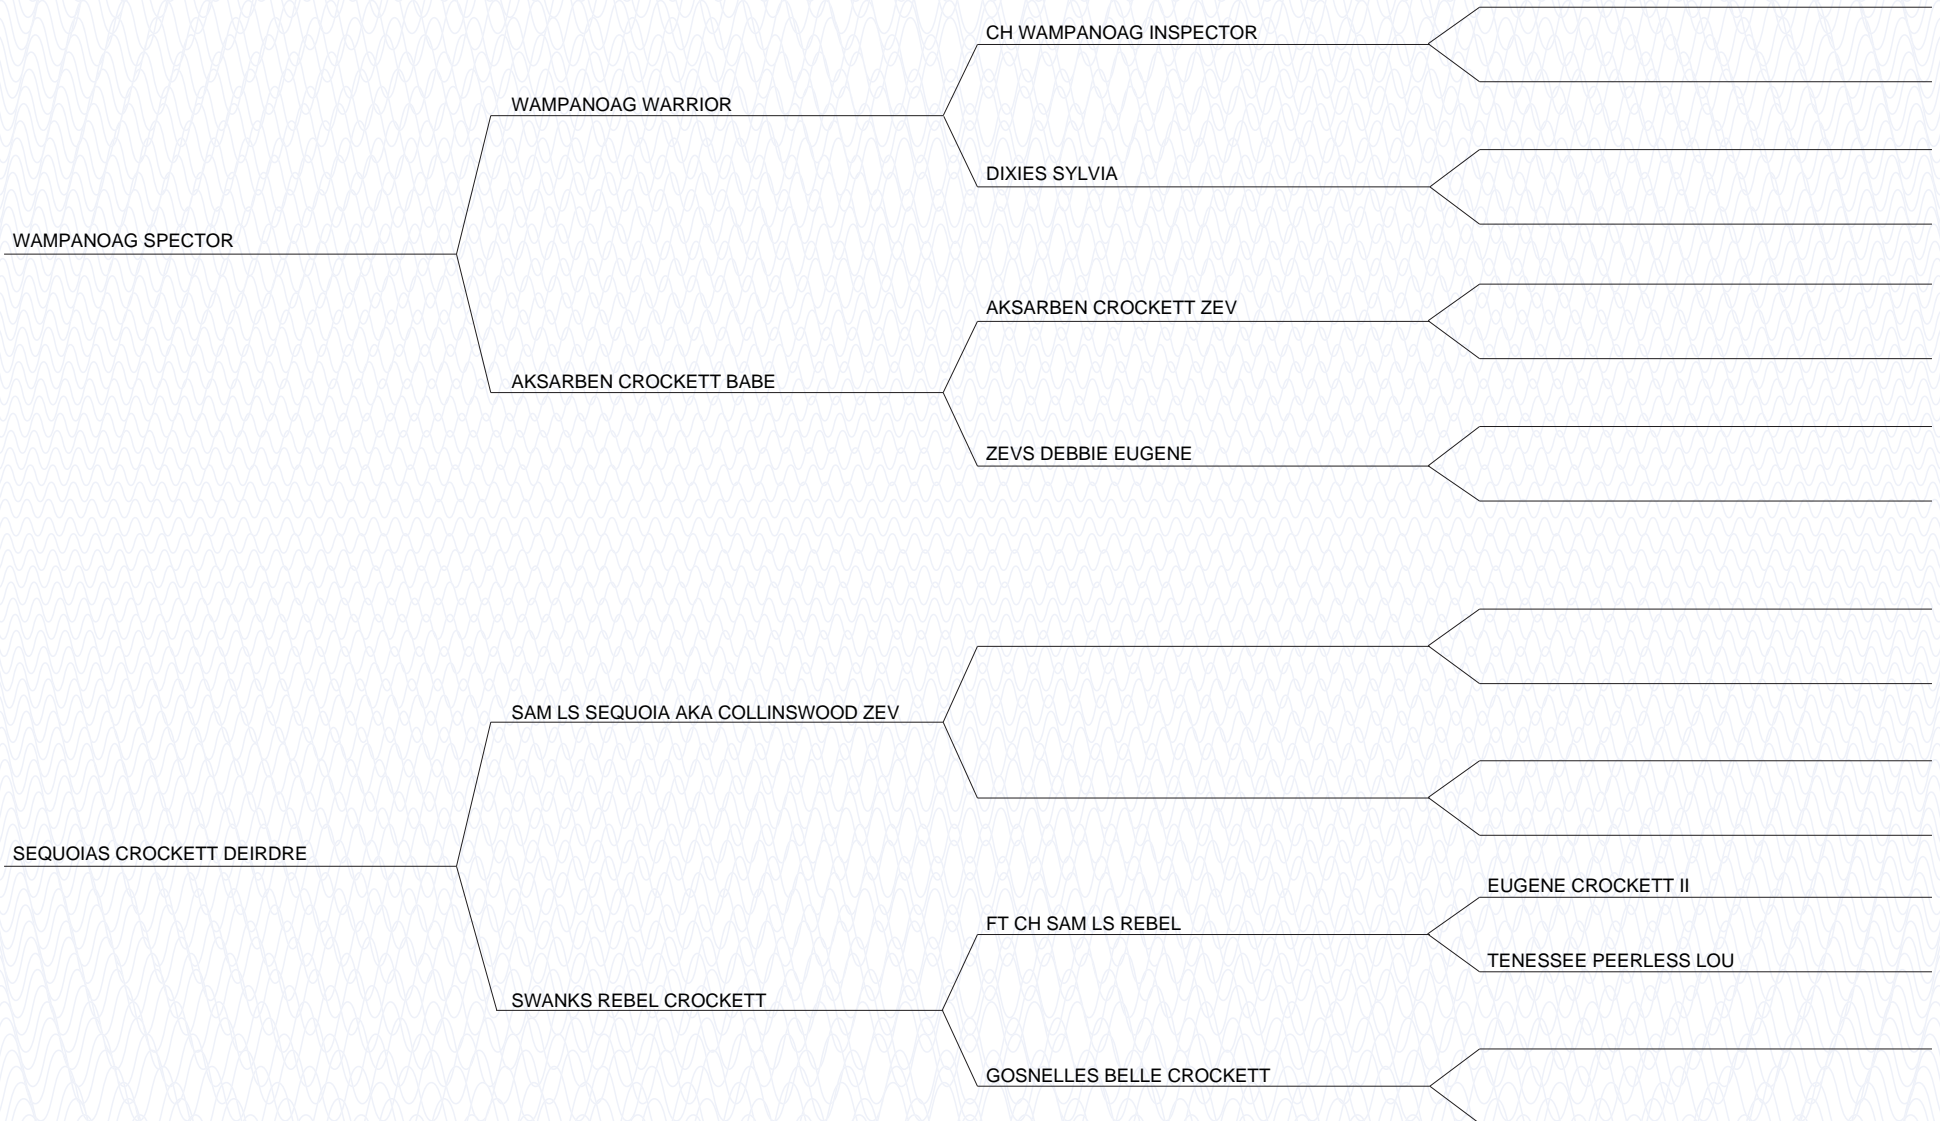 CH WAMPANOAG INSPECTOR
WAMPANOAG WARRIOR
DIXIES SYLVIA
WAMPANOAG SPECTOR
AKSARBEN CROCKETT ZEV
AKSARBEN CROCKETT BABE
ZEVS DEBBIE EUGENE
SAM LS SEQUOIA AKA COLLINSWOOD ZEV
SEQUOIAS CROCKETT DEIRDRE
EUGENE CROCKETT II
FT CH SAM LS REBEL
TENESSEE PEERLESS LOU
SWANKS REBEL CROCKETT
GOSNELLES BELLE CROCKETT